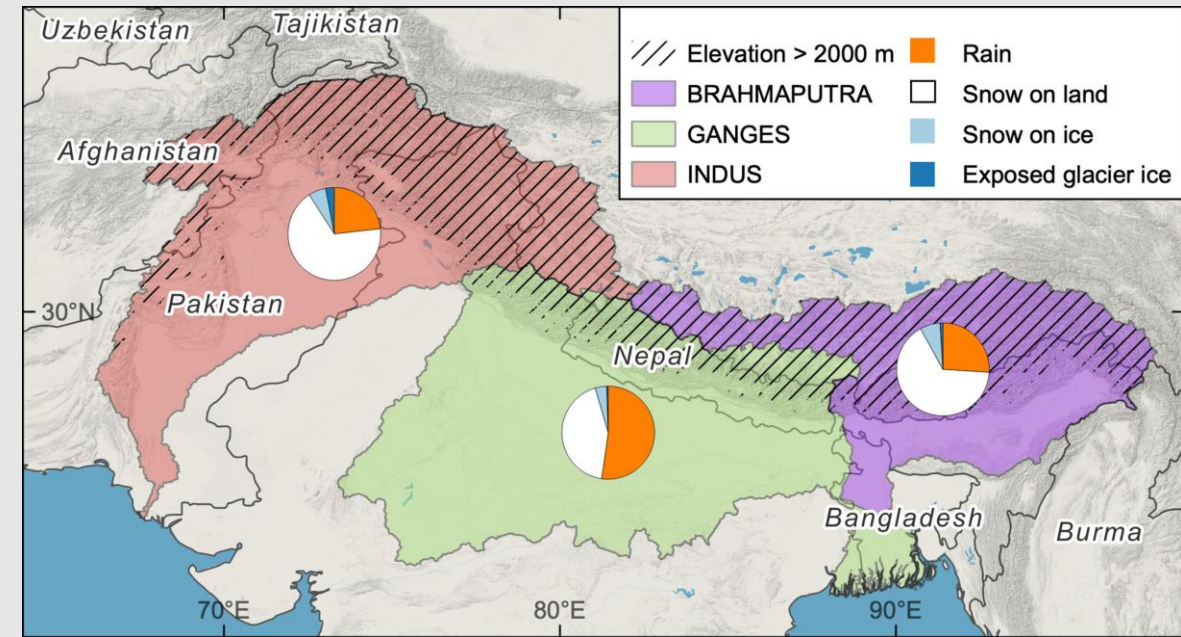 Uzbekistan
Tajikistan
Afghanistan
30°N
Pakistan
Nepal
Bangladesh
Burma
70°E
80°E
90°E
Elevation > 2000 m
BRAHMAPUTRA
GANGES
INDUS
Rain
Snow on land
Snow on ice
Exposed glacier ice